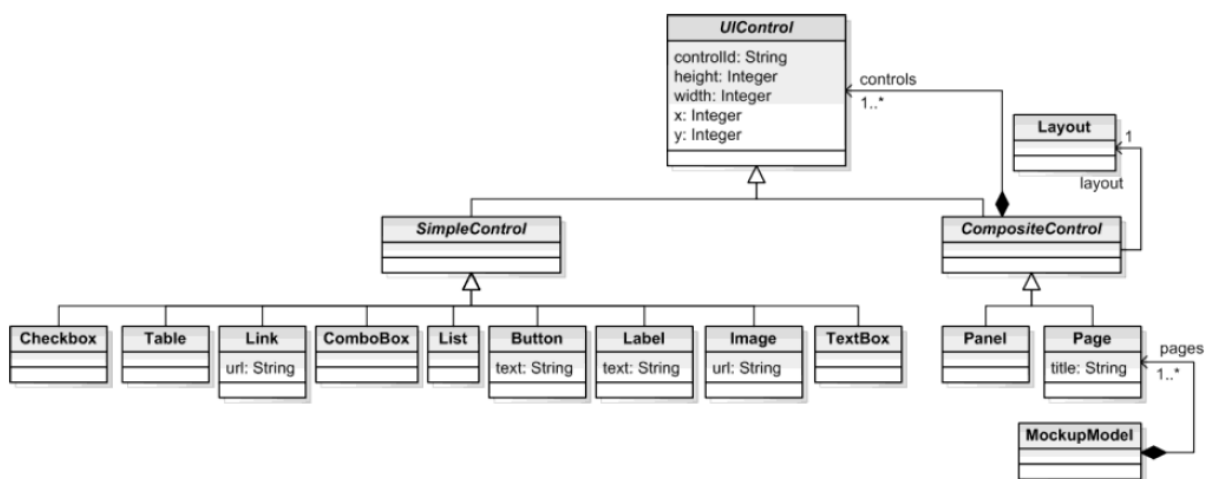 UIControl
controlId: String
height: Integer
width: Integer
x: Integer
y: Integer
controls
1..*
Layout
1
layout
SimpleControl
CompositeControl
Checkbox
Table
Link
url: String
ComboBox
List
Button
text: String
Label
text: String
Image
url: String
TextBox
Panel
Page
title: String
pages
1..*
MockupModel